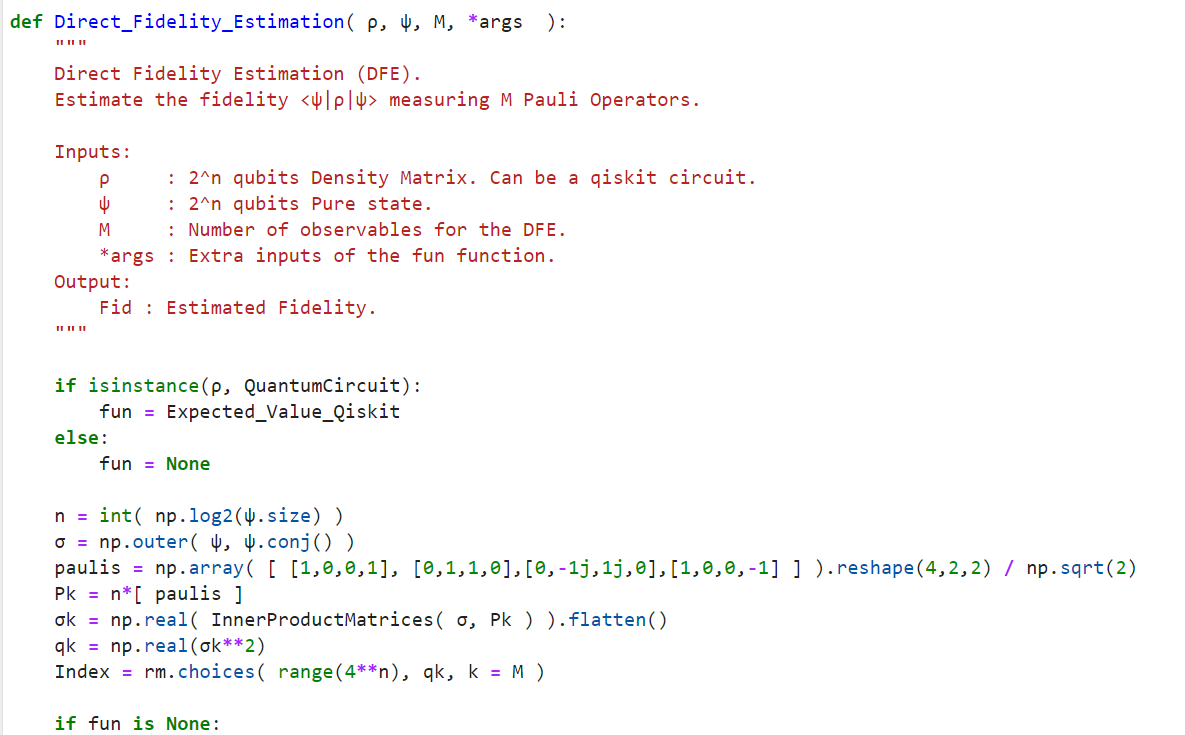 def Direct_Fidelity_Estimation( ρ, ψ, M, *args  ):
    """
    Direct Fidelity Estimation (DFE).
    Estimate the fidelity <ψ|ρ|ψ> measuring M Pauli Operators.

    Inputs:
        ρ     : 2^n qubits Density Matrix. Can be a qiskit circuit.
        ψ     : 2^n qubits Pure state.
        M     : Number of observables for the DFE.
        *args : Extra inputs of the fun function.
    Output:
        Fid : Estimated Fidelity.
    """

    if isinstance(ρ, QuantumCircuit):
        fun = Expected_Value_Qiskit
    else:
        fun = None

    n = int( np.log2(ψ.size) )
    σ = np.outer( ψ, ψ.conj() )
    paulis = np.array( [ [1,0,0,1], [0,1,1,0],[0,-1j,1j,0],[1,0,0,-1] ] ).reshape(4,2,2) / np.sqrt(2)
    Pk = n*[ paulis ]
    σk = np.real( InnerProductMatrices( σ, Pk ) ).flatten()
    qk = np.real(σk**2)
    Index = rm.choices( range(4**n), qk, k = M )

    if fun is None: